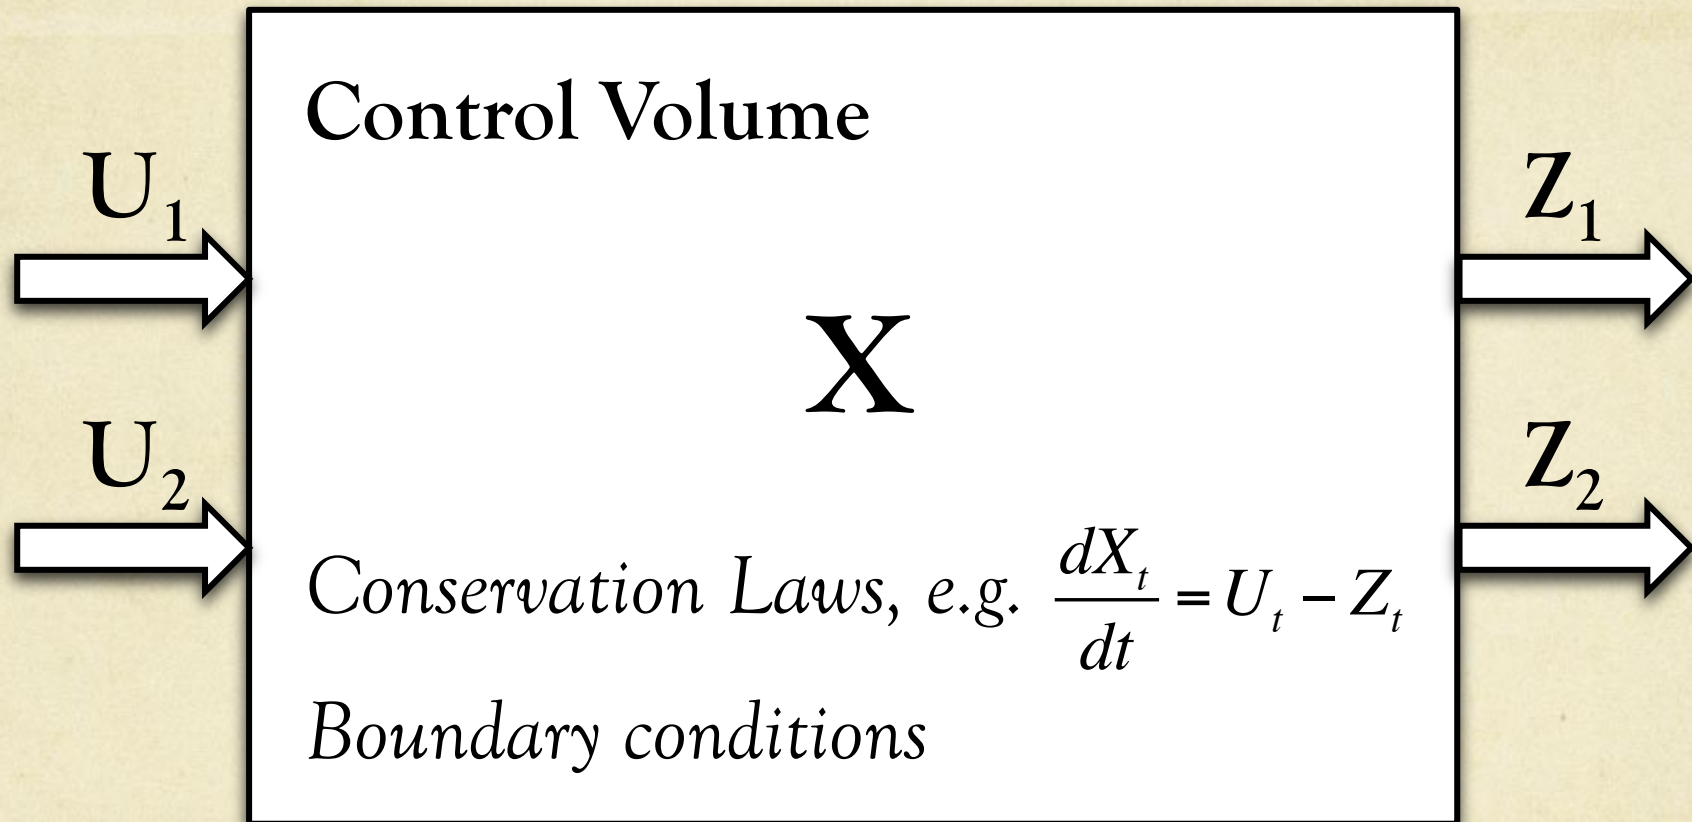 Control Volume
U₁
Z₁
X
U₂
Z₂
Conservation Laws, e.g. dXₜ/dt = Uₜ − Zₜ
Boundary conditions